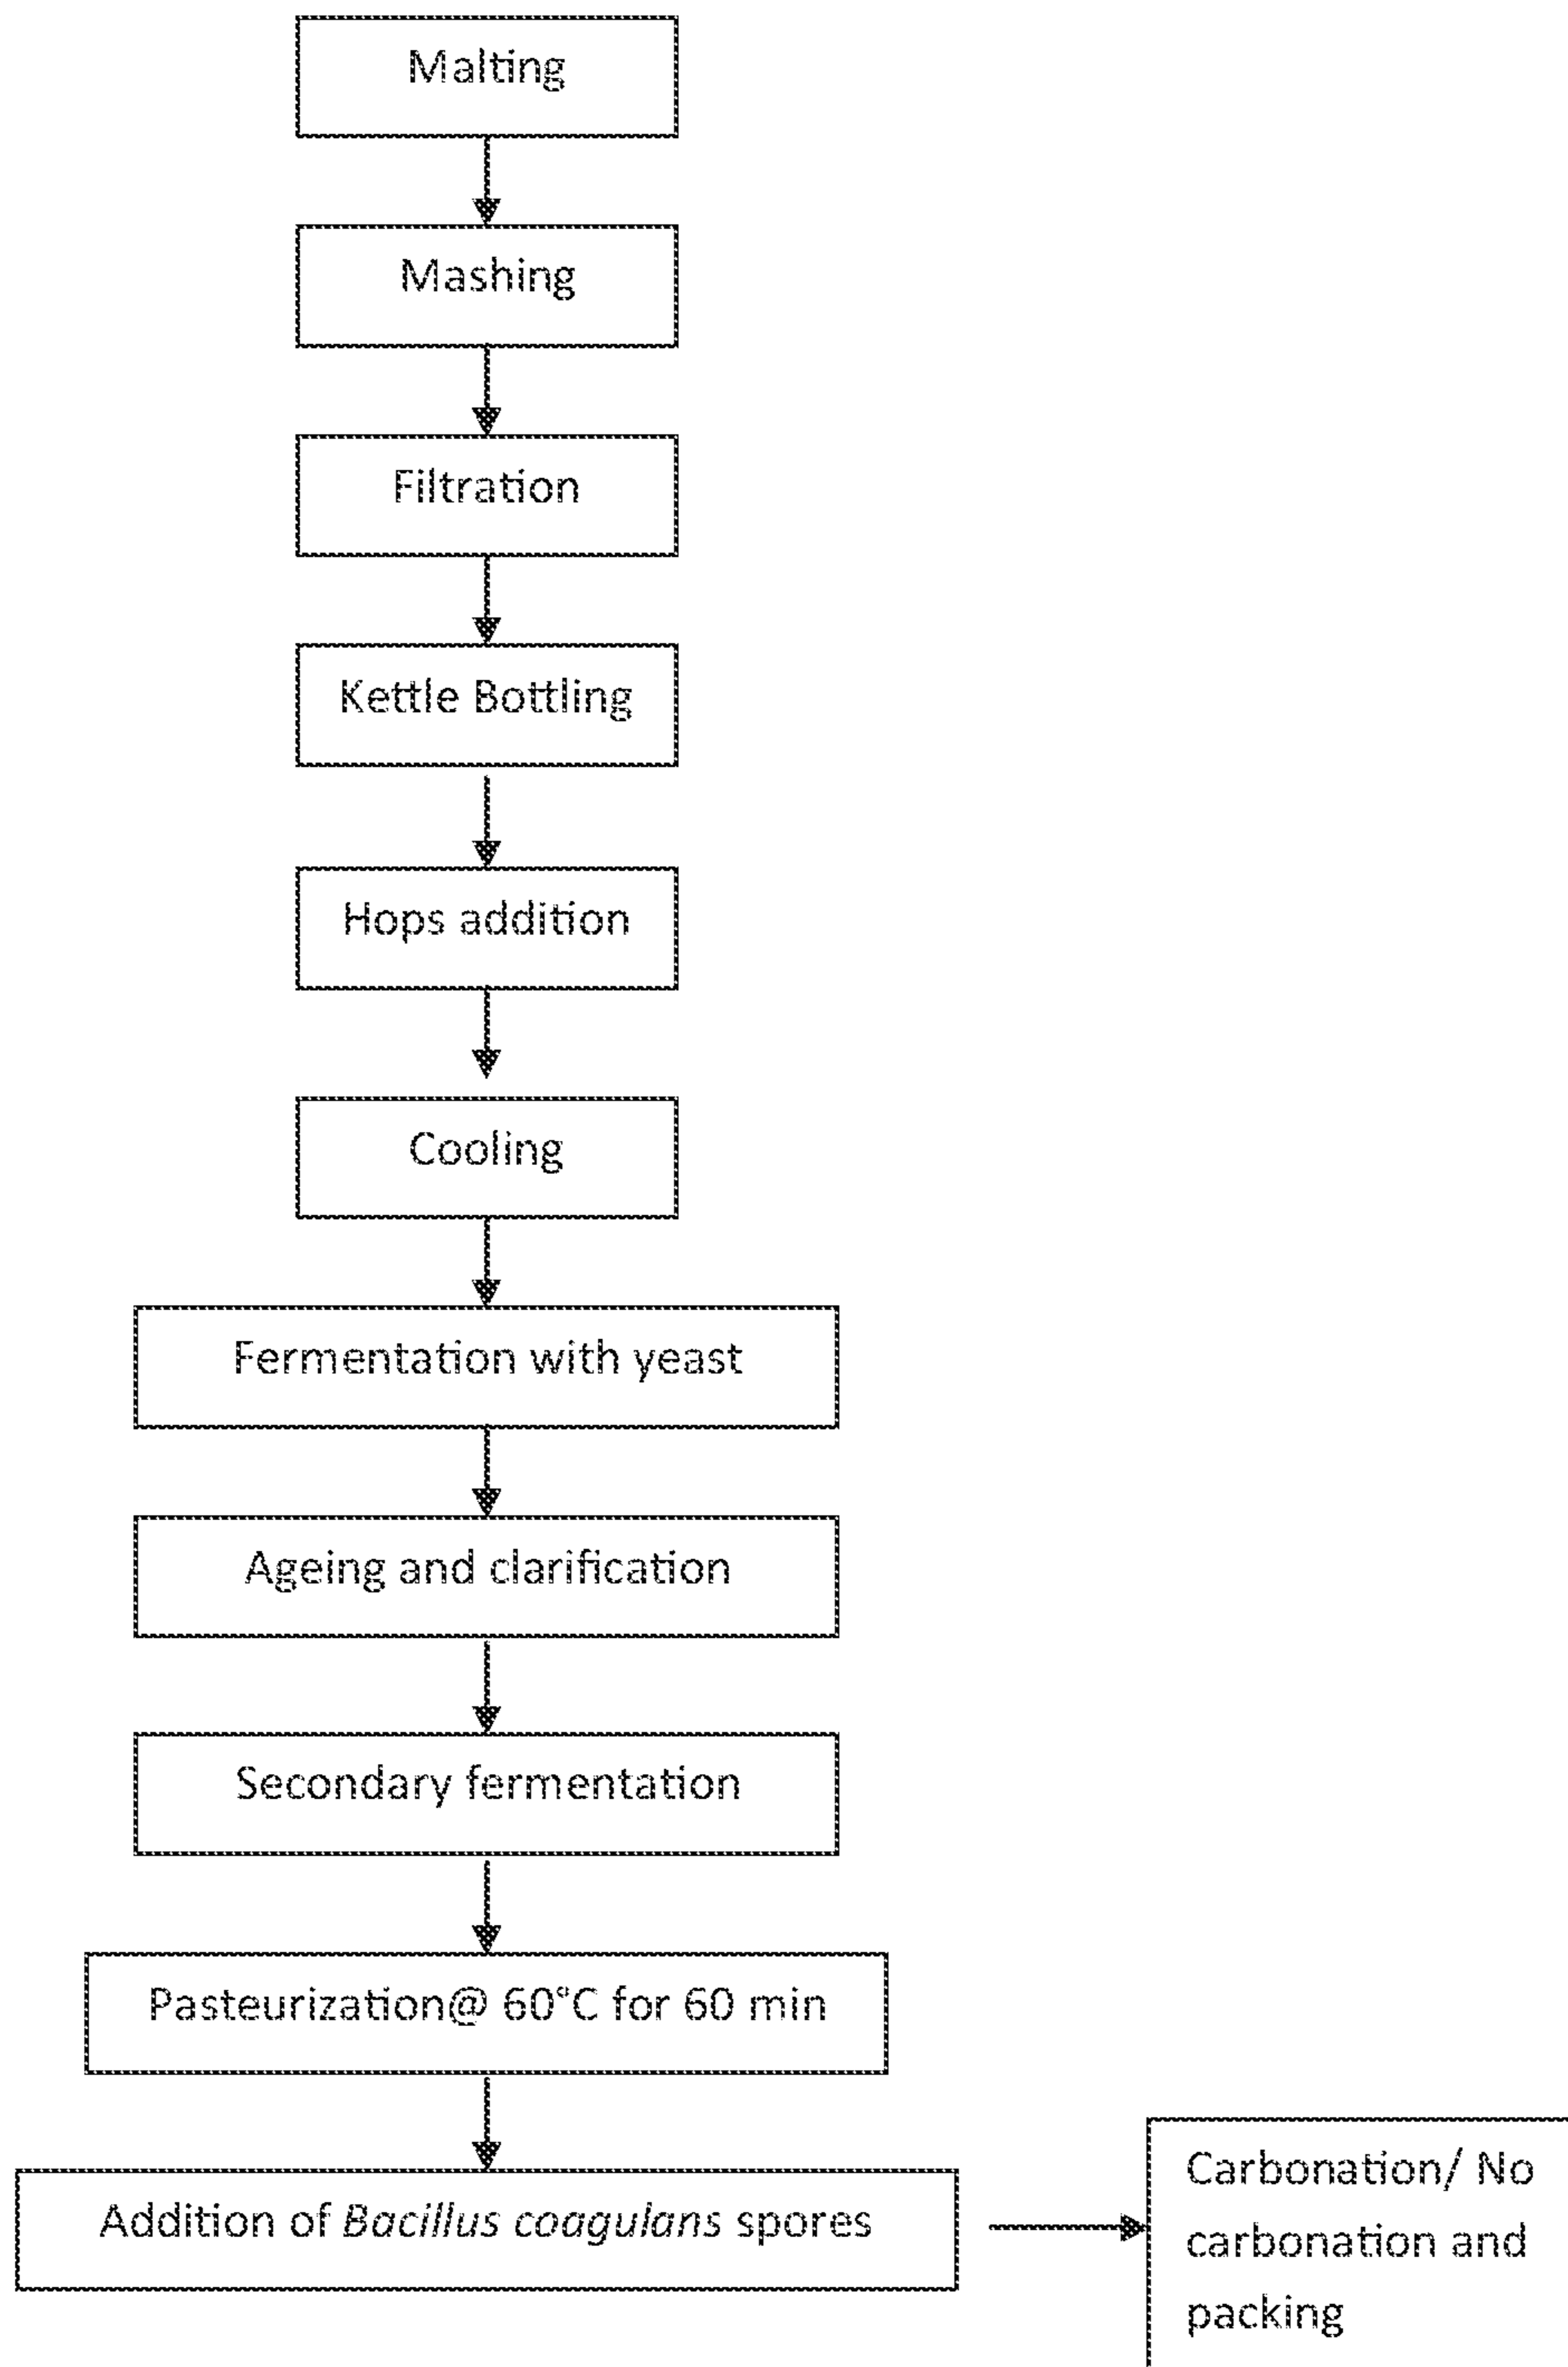 Malting
Mashing
Filtration
Kettle Bottling
Hops addition
Cooling
Fermentation with yeast
Ageing and clarification
Secondary fermentation
Pasteurization@ 60°C for 60 min
Addition of Bacillus coagulans spores
Carbonation/ No
carbonation and
packing